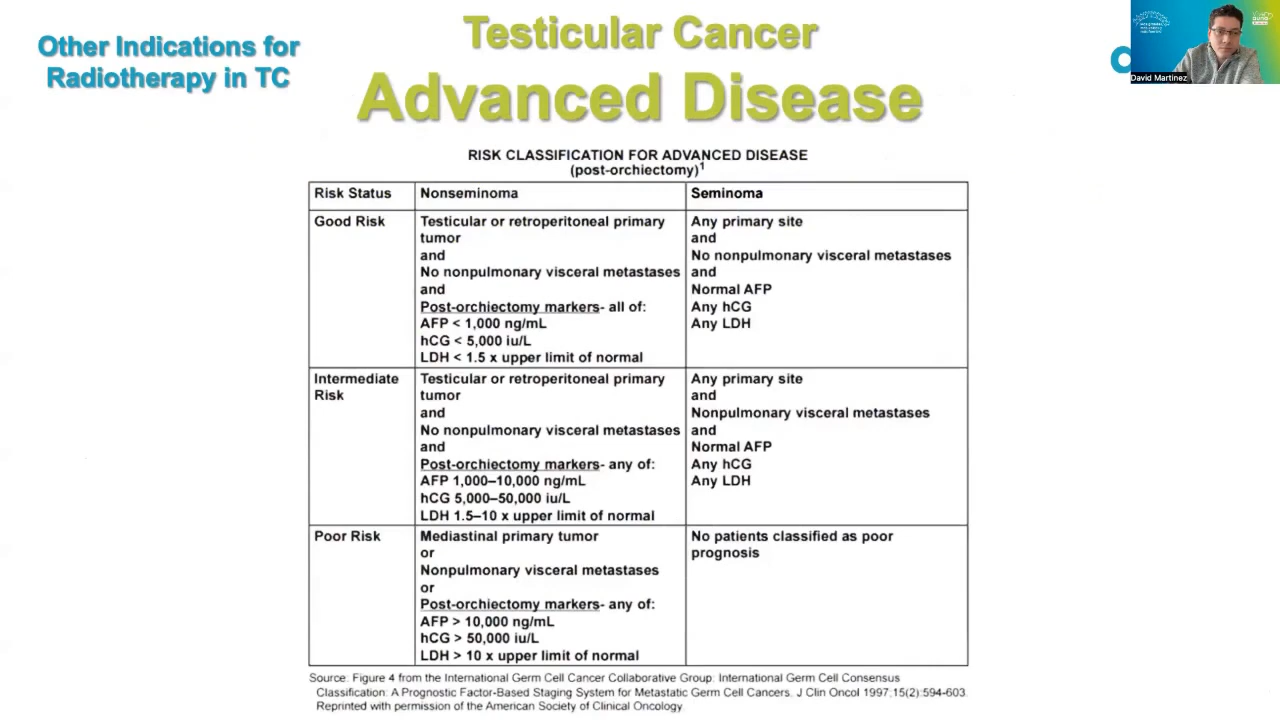 Other Indications for
Radiotherapy in TC
Testicular Cancer
Advanced Disease
David Martinez
RISK CLASSIFICATION FOR ADVANCED DISEASE
(post-orchiectomy)1
Risk Status Nonseminoma Seminoma
Good Risk
Testicular or retroperitoneal primary
tumor
and
No nonpulmonary visceral metastases
and
Post-orchiectomy markers- all of:
AFP < 1,000 ng/mL
hCG < 5,000 iu/L
LDH < 1.5 x upper limit of normal
Any primary site
and
No nonpulmonary visceral metastases
and
Normal AFP
Any hCG
Any LDH
Intermediate
Risk
Testicular or retroperitoneal primary
tumor
and
No nonpulmonary visceral metastases
and
Post-orchiectomy markers- any of:
AFP 1,000–10,000 ng/mL
hCG 5,000–50,000 iu/L
LDH 1.5–10 x upper limit of normal
Any primary site
and
Nonpulmonary visceral metastases
and
Normal AFP
Any hCG
Any LDH
Poor Risk
Mediastinal primary tumor
or
Nonpulmonary visceral metastases
or
Post-orchiectomy markers- any of:
AFP > 10,000 ng/mL
hCG > 50,000 iu/L
LDH > 10 x upper limit of normal
No patients classified as poor
prognosis
Source: Figure 4 from the International Germ Cell Cancer Collaborative Group: International Germ Cell Consensus
Classification: A Prognostic Factor-Based Staging System for Metastatic Germ Cell Cancers. J Clin Oncol 1997;15(2):594-603.
Reprinted with permission of the American Society of Clinical Oncology